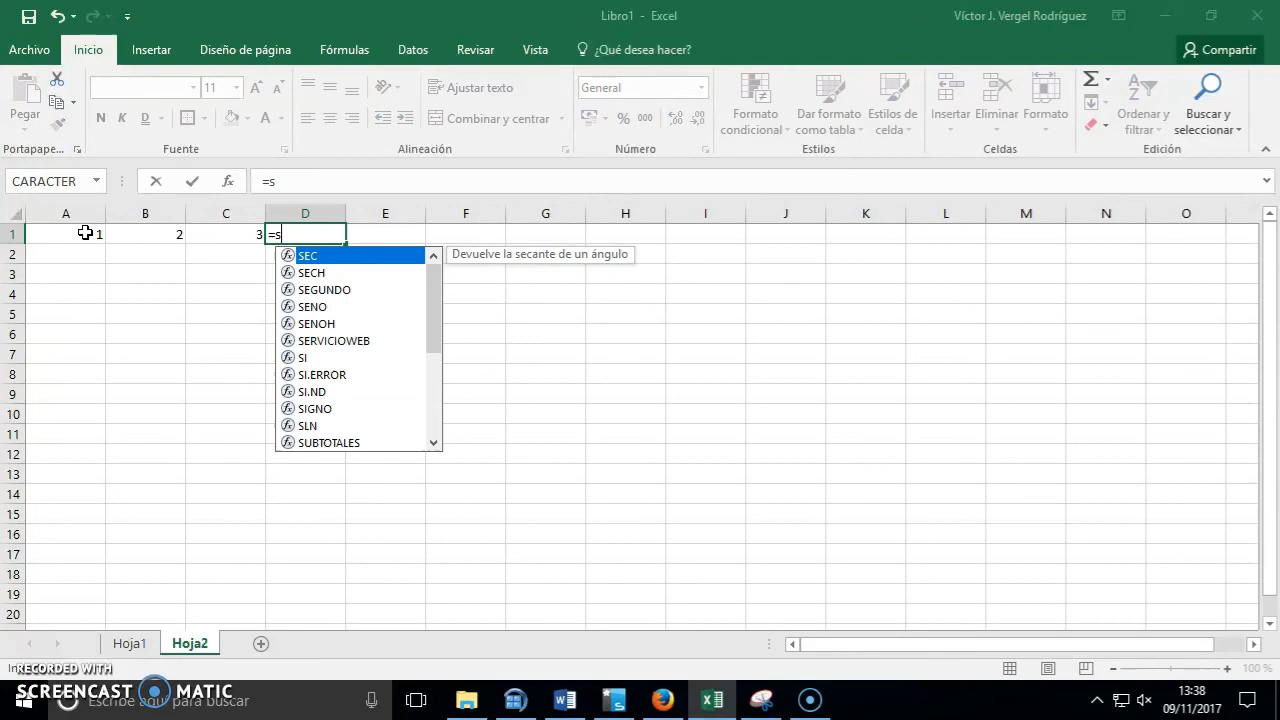 Libro1 - Excel
Víctor J. Vergel Rodríguez
Archivo Inicio Insertar Diseño de página Fórmulas Datos Revisar Vista ¿Qué desea hacer? Compartir
Pegar
11
Ajustar texto
General
N K S
Combinar y centrar
% 000
Formato condicional
Dar formato como tabla
Estilos de celda
Insertar Eliminar Formato
Ordenar y filtrar
Buscar y seleccionar
Portapape... Fuente Alineación Número Estilos Celdas Edición
CARACTER =s
A B C D E F G H I J K L M N O
1 1 2 3 =s
2
3
4
5
6
7
8
9
10
11
12
13
14
15
16
17
18
19
20
SEC Devuelve la secante de un ángulo
SECH
SEGUNDO
SENO
SENOH
SERVICIOWEB
SI
SI.ERROR
SI.ND
SIGNO
SLN
SUBTOTALES
Hoja1 Hoja2
100 %
RECORDED WITH
SCREENCAST MATIC
Escribe aquí para buscar
13:38
09/11/2017